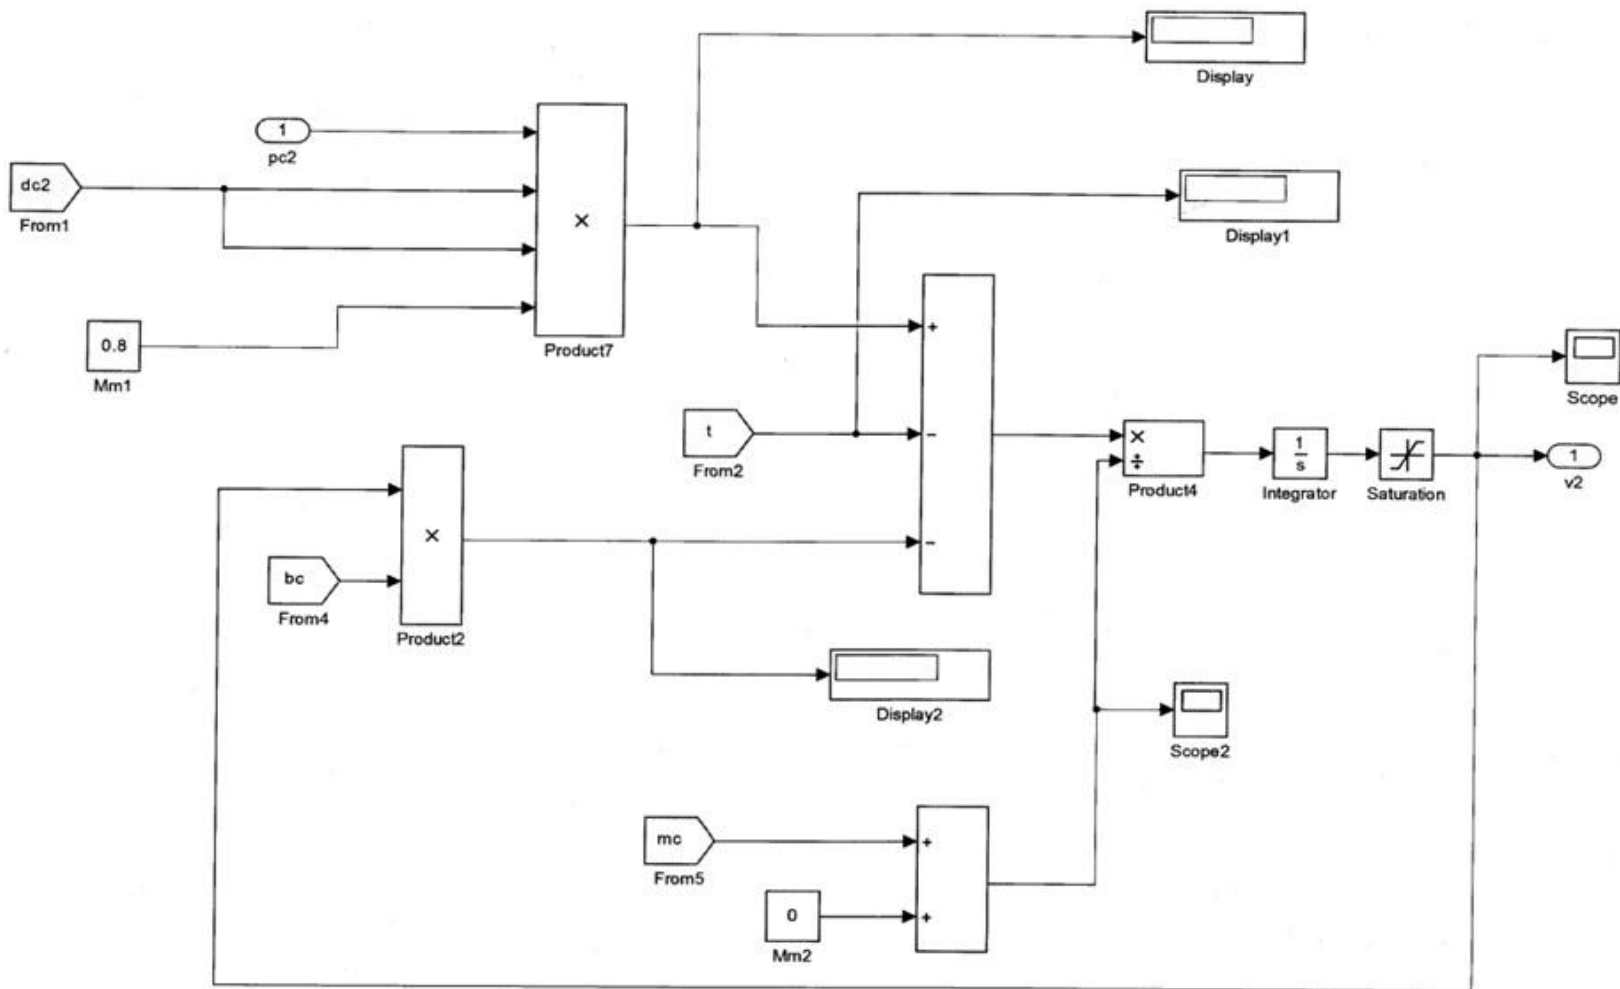 Display
1
pc2
dc2
From1
×
Display1
0.8
Mm1
Product7
+
t
From2
−
×
÷
Product4
1
s
Integrator
Saturation
Scope
1
v2
×
bc
From4
Product2
−
Display2
Scope2
mc
From5
+
0
Mm2
+